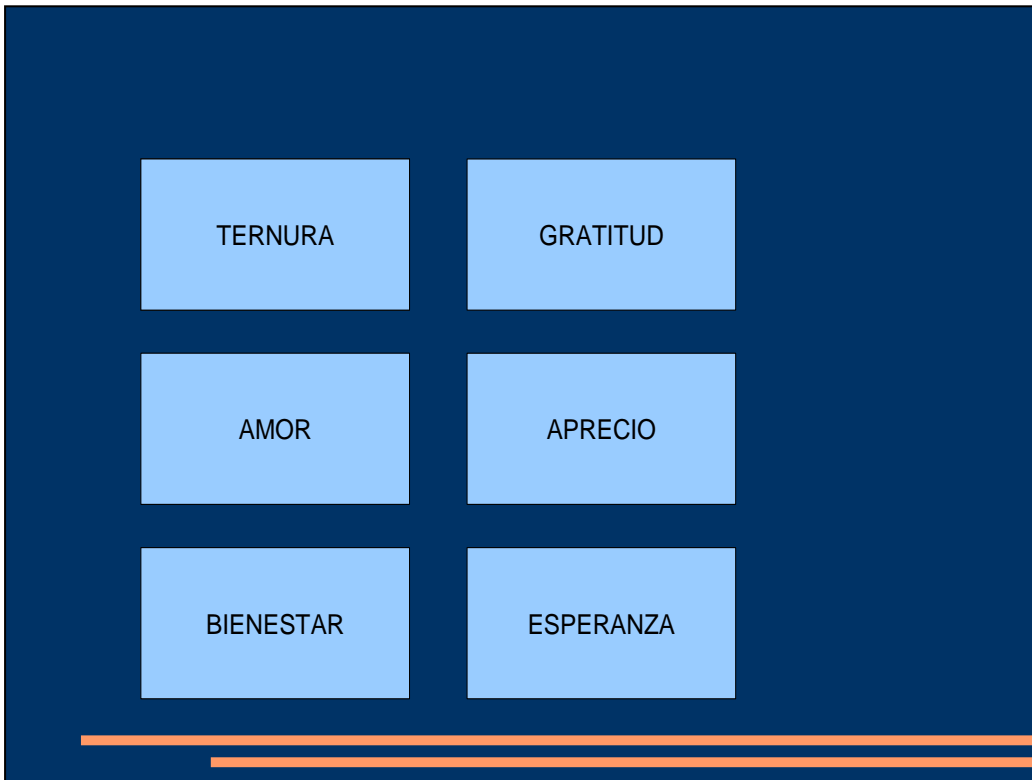 TERNURA
GRATITUD
AMOR
APRECIO
BIENESTAR
ESPERANZA